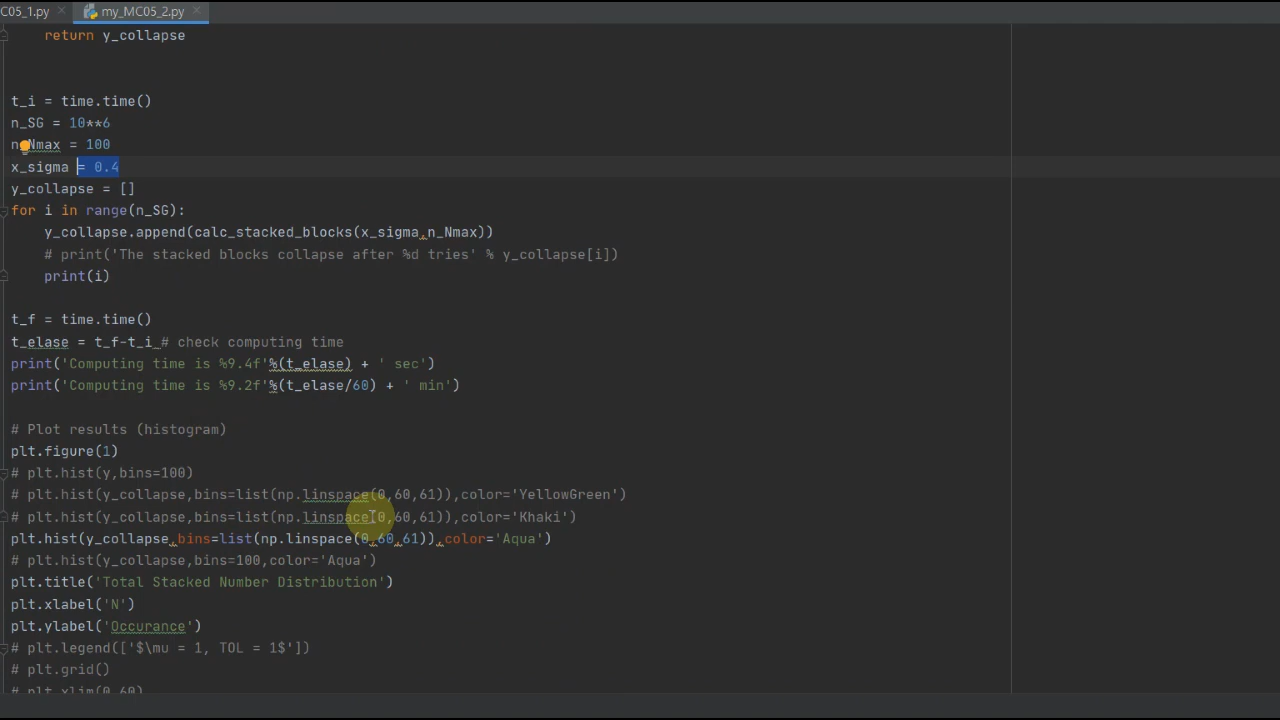 C05_1.py my_MC05_2.py
return y_collapse
t_i = time.time()
n_SG = 10**6
n_Nmax = 100
x_sigma = 0.4
y_collapse = []
for i in range(n_SG):
y_collapse.append(calc_stacked_blocks(x_sigma,n_Nmax))
# print('The stacked blocks collapse after %d tries' % y_collapse[i])
print(i)
t_f = time.time()
t_elase = t_f-t_i # check computing time
print('Computing time is %9.4f'%(t_elase) + ' sec')
print('Computing time is %9.2f'%(t_elase/60) + ' min')
# Plot results (histogram)
plt.figure(1)
# plt.hist(y,bins=100)
# plt.hist(y_collapse,bins=list(np.linspace(0,60,61)),color='YellowGreen')
# plt.hist(y_collapse,bins=list(np.linspace(0,60,61)),color='Khaki')
plt.hist(y_collapse,bins=list(np.linspace(0,60,61)),color='Aqua')
# plt.hist(y_collapse,bins=100,color='Aqua')
plt.title('Total Stacked Number Distribution')
plt.xlabel('N')
plt.ylabel('Occurance')
# plt.legend(['$\mu = 1, TOL = 1$'])
# plt.grid()
# plt.xlim(0,60)